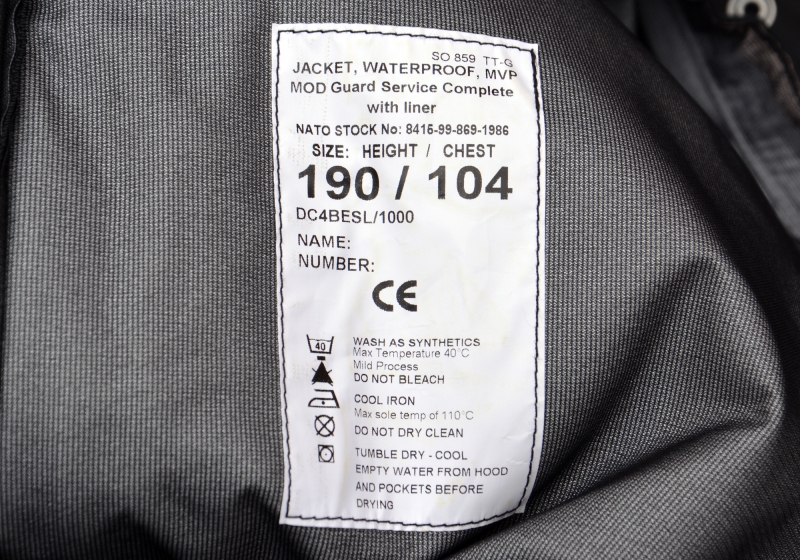 SO 859 TT-G
JACKET, WATERPROOF, MVP
MOD Guard Service Complete
with liner
NATO STOCK No: 8415-99-869-1986
SIZE: HEIGHT / CHEST
190 / 104
DC4BESL/1000
NAME:
NUMBER:
CE
40
WASH AS SYNTHETICS
Max Temperature 40°C
Mild Process
DO NOT BLEACH
COOL IRON
Max sole temp of 110°C
DO NOT DRY CLEAN
TUMBLE DRY - COOL
EMPTY WATER FROM HOOD
AND POCKETS BEFORE
DRYING